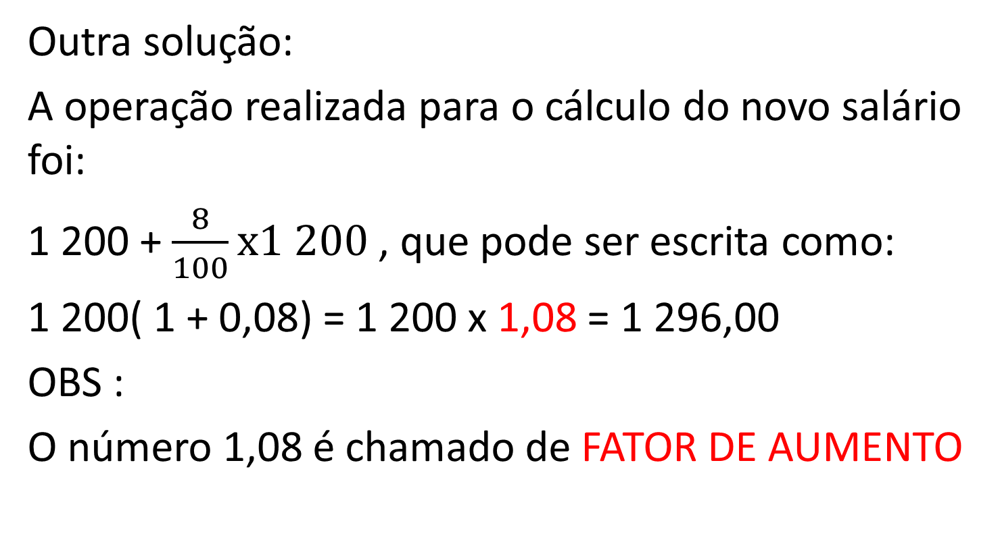 Outra solução:
A operação realizada para o cálculo do novo salário
foi:
1 200 + 8/100 x1 200 , que pode ser escrita como:
1 200( 1 + 0,08) = 1 200 x 1,08 = 1 296,00
OBS :
O número 1,08 é chamado de FATOR DE AUMENTO